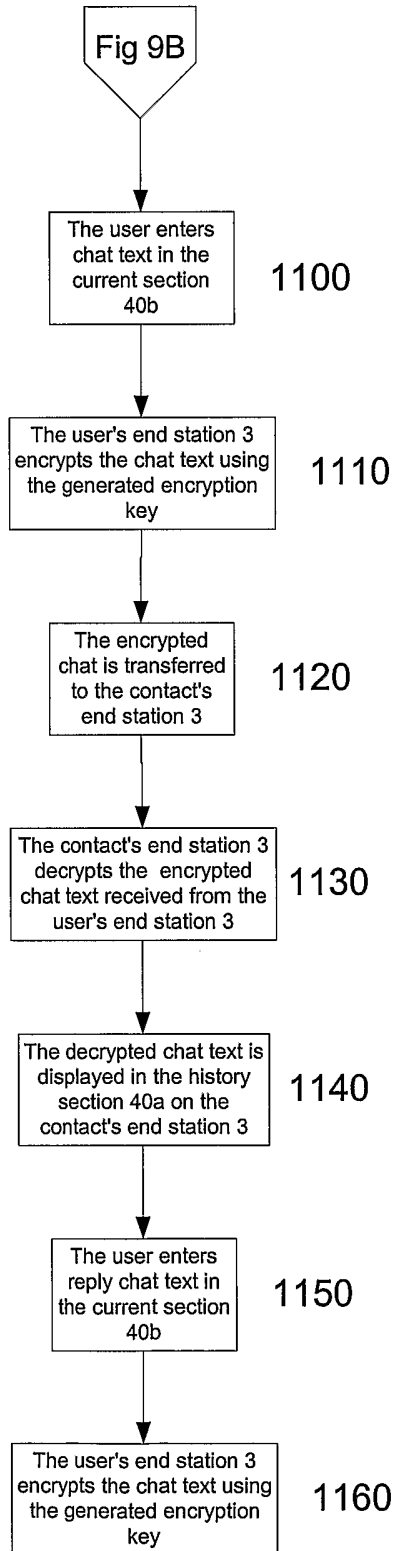 Fig 9B
The user enters
chat text in the
current section
40b
1100
The user's end station 3
encrypts the chat text using
the generated encryption
key
1110
The encrypted
chat is transferred
to the contact's
end station 3
1120
The contact's end station 3
decrypts the encrypted
chat text received from the
user's end station 3
1130
The decrypted chat text is
displayed in the history
section 40a on the
contact's end station 3
1140
The user enters
reply chat text in
the current section
40b
1150
The user's end station 3
encrypts the chat text using
the generated encryption
key
1160